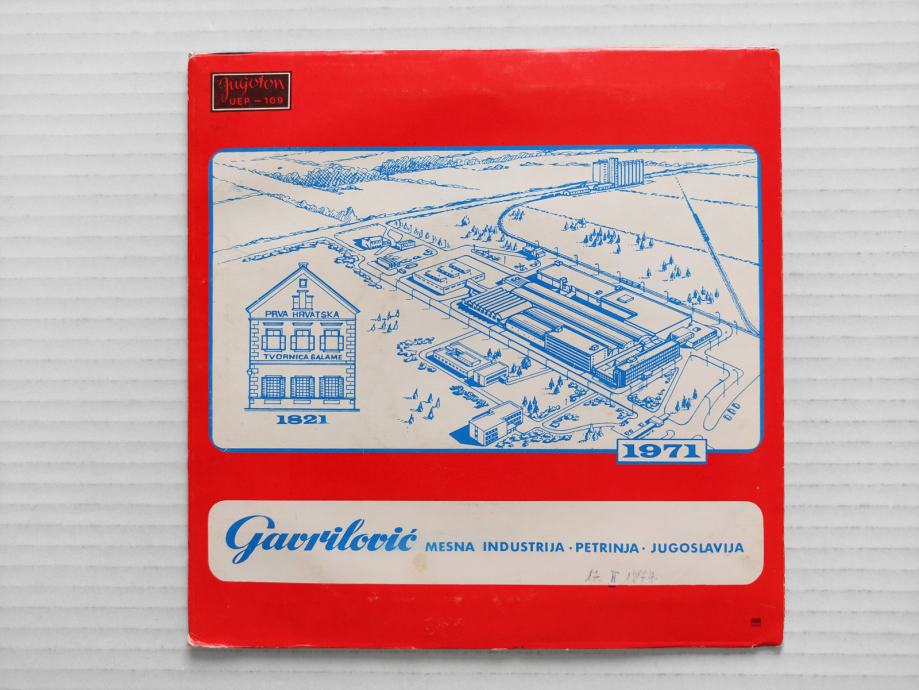 Jugoton
UEP - 109
PRVA HRVATSKA
TVORNICA SALAME
1821
1971
Gavrilović MESNA INDUSTRIJA · PETRINJA · JUGOSLAVIJA